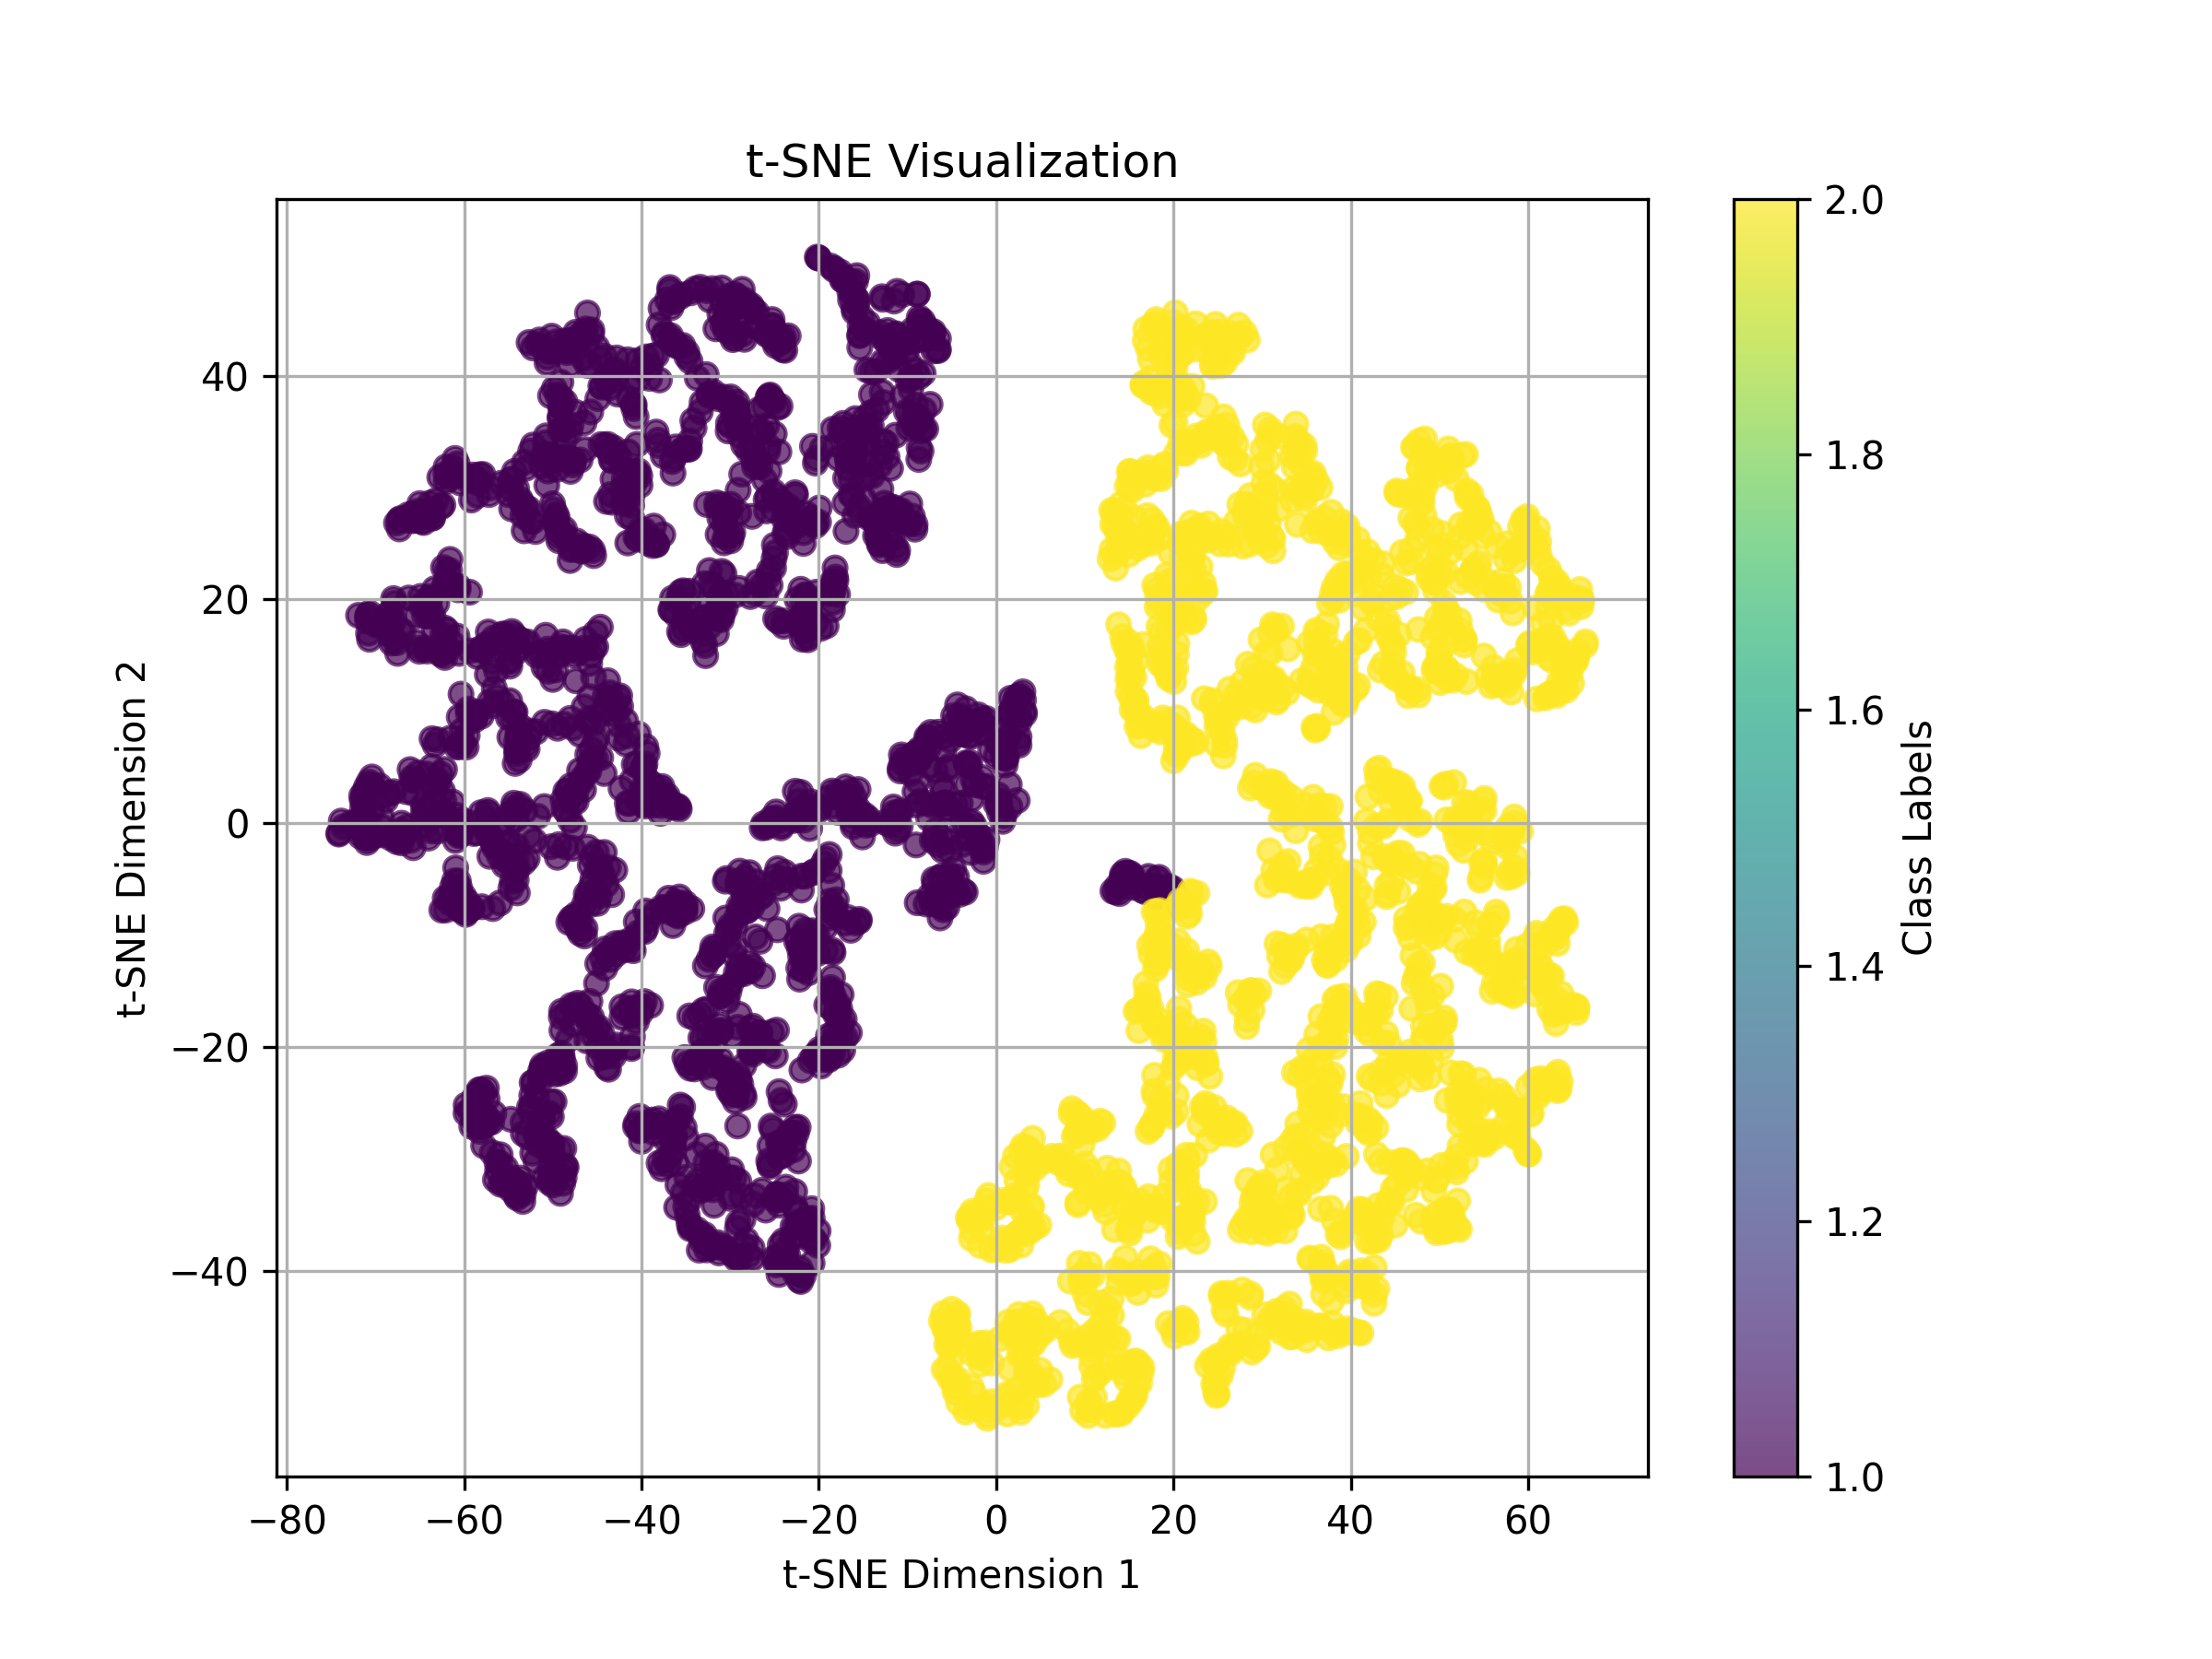 t-SNE Visualization
t-SNE Dimension 2
40
20
0
−20
−40
−80 −60 −40 −20 0 20 40 60
t-SNE Dimension 1
2.0
1.8
1.6
1.4
1.2
1.0
Class Labels